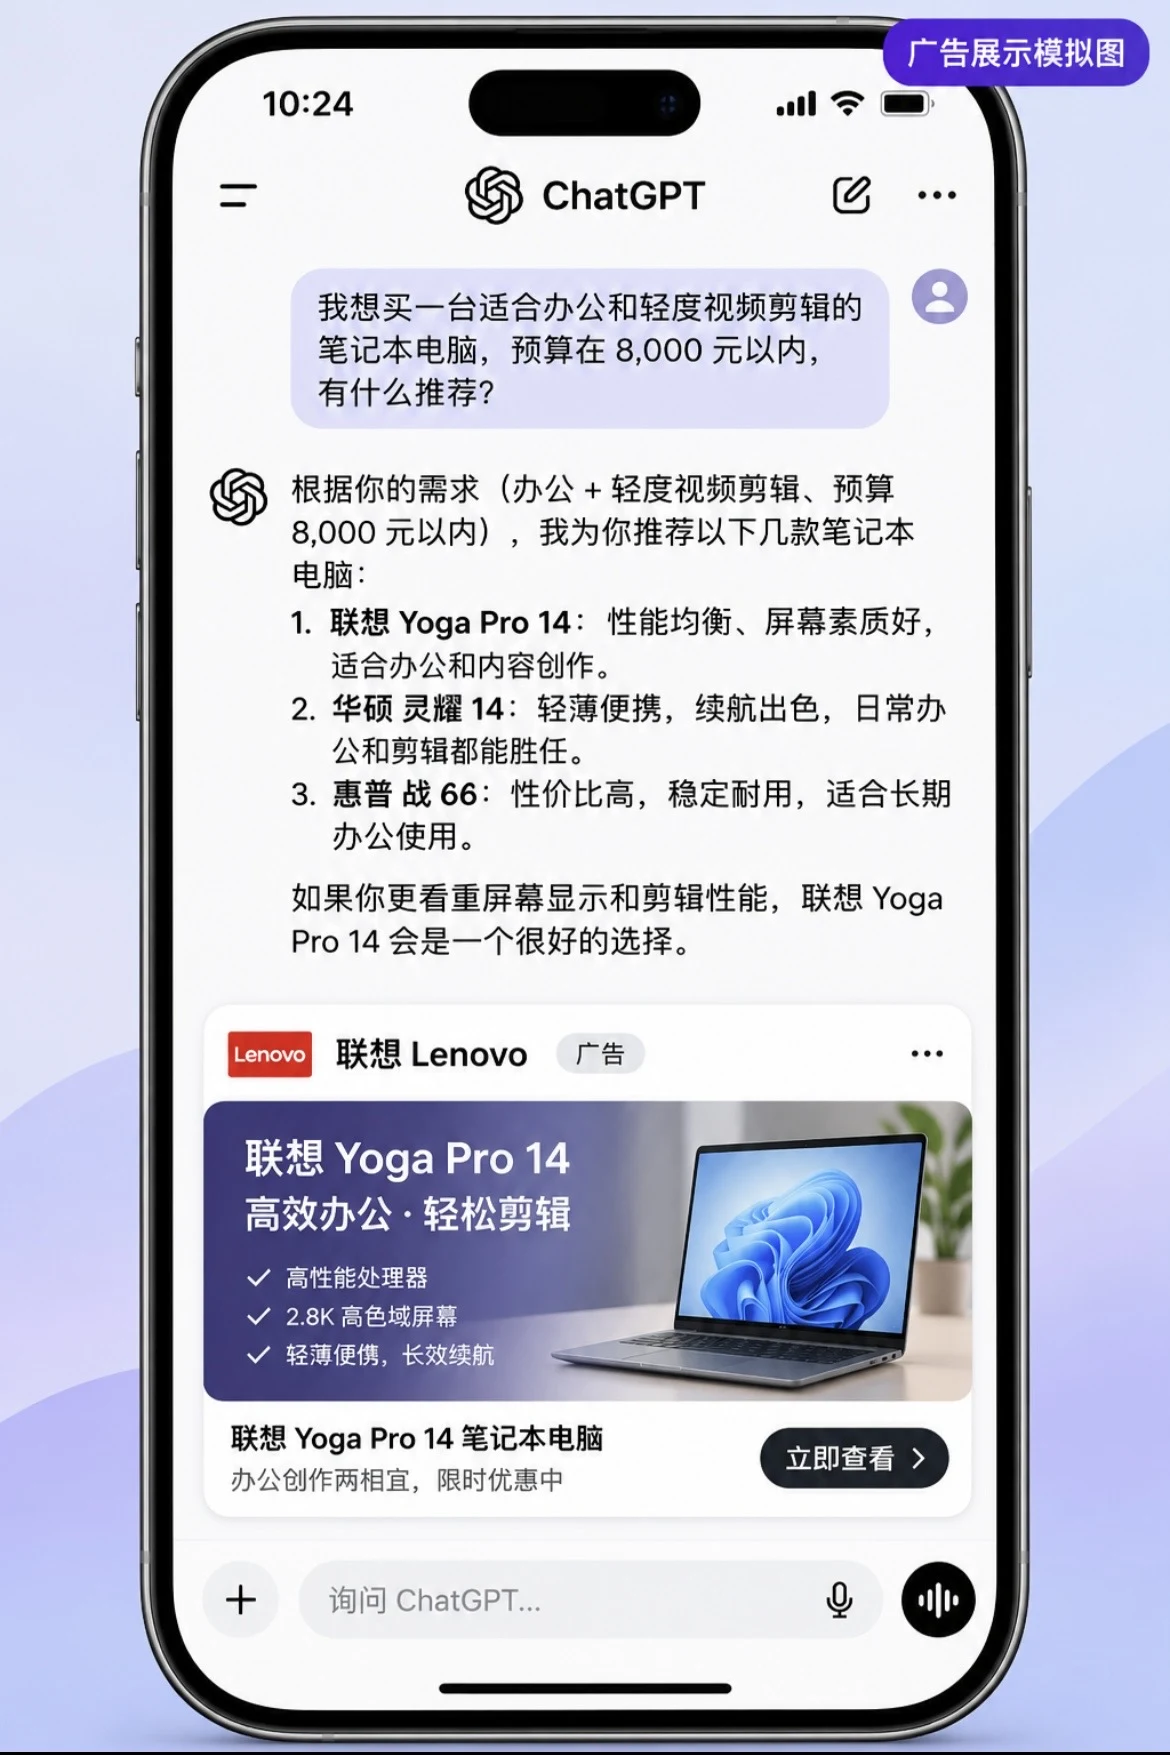 广告展示模拟图
10:24
ChatGPT
我想买一台适合办公和轻度视频剪辑的
笔记本电脑，预算在 8,000 元以内，
有什么推荐？
根据你的需求（办公 + 轻度视频剪辑、预算
8,000 元以内），我为你推荐以下几款笔记本
电脑：
1. 联想 Yoga Pro 14：性能均衡、屏幕素质好，
适合办公和内容创作。
2. 华硕 灵耀 14：轻薄便携，续航出色，日常办
公和剪辑都能胜任。
3. 惠普 战 66：性价比高，稳定耐用，适合长期
办公使用。
如果你更看重屏幕显示和剪辑性能，联想 Yoga
Pro 14 会是一个很好的选择。
Lenovo 联想 Lenovo 广告
联想 Yoga Pro 14
高效办公 · 轻松剪辑
✓ 高性能处理器
✓ 2.8K 高色域屏幕
✓ 轻薄便携，长效续航
联想 Yoga Pro 14 笔记本电脑
办公创作两相宜，限时优惠中
立即查看 >
询问 ChatGPT...